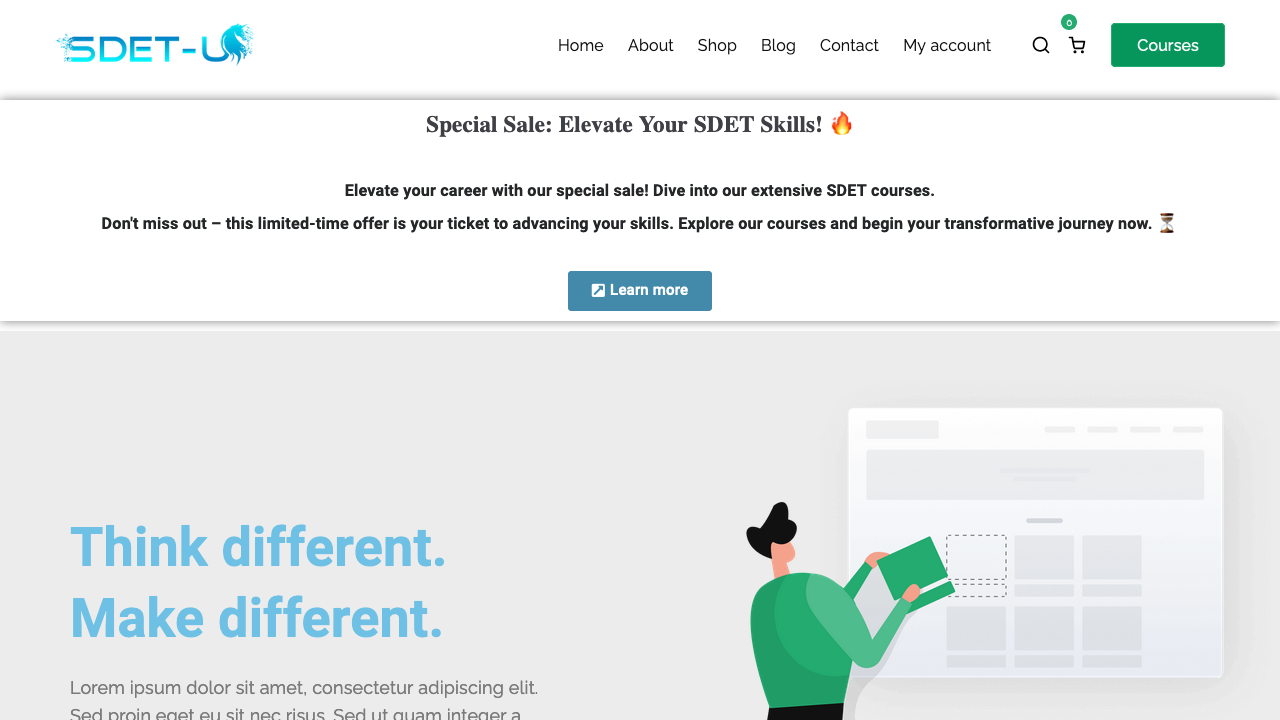 SDET-U
Home
About
Shop
Blog
Contact
My account
0
Courses
Special Sale: Elevate Your SDET Skills! 🔥
Elevate your career with our special sale! Dive into our extensive SDET courses.
Don't miss out – this limited-time offer is your ticket to advancing your skills. Explore our courses and begin your transformative journey now. ⏳
Learn more
Think different.
Make different.
Lorem ipsum dolor sit amet, consectetur adipiscing elit.
Sed proin eget eu sit nec risus. Sed ut quam integer a